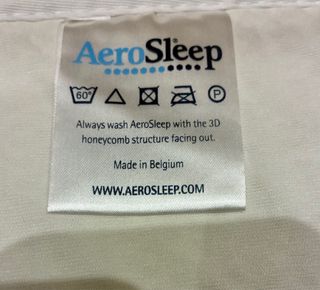 AeroSleep
60°
P
Always wash AeroSleep with the 3D
honeycomb structure facing out.
Made in Belgium
WWW.AEROSLEEP.COM